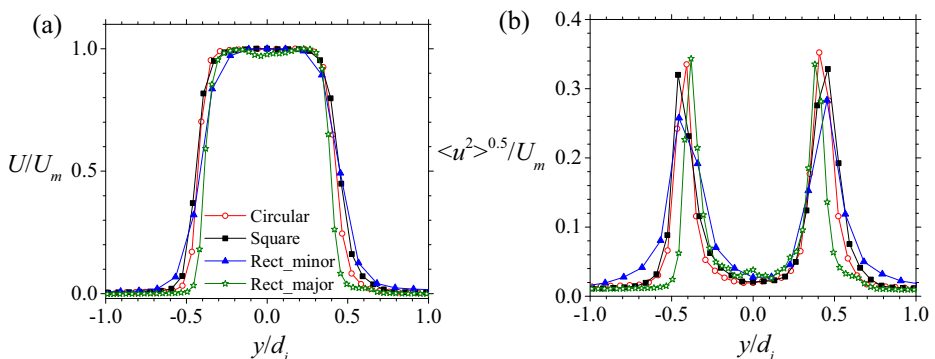 (a)
1.0
0.5
0.0
U/U_m
Circular
Square
Rect_minor
Rect_major
-1.0 -0.5 0.0 0.5 1.0
y/d_i
(b)
0.4
0.3
0.2
0.1
0.0
<u²>^0.5/U_m
-1.0 -0.5 0.0 0.5 1.0
y/d_i